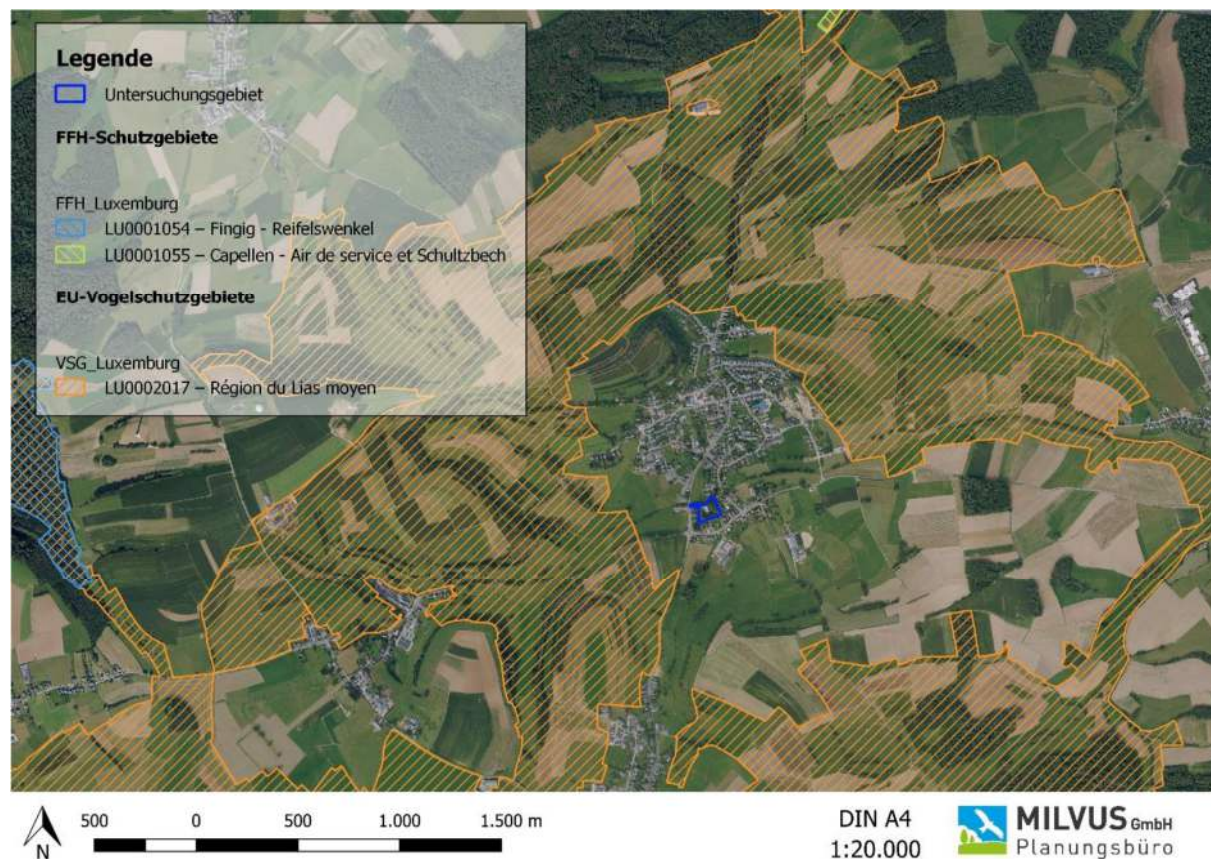 Legende
Untersuchungsgebiet
FFH-Schutzgebiete
FFH_Luxemburg
LU0001054 – Fingig - Reifelswenkel
LU0001055 – Capellen - Air de service et Schultzbech
EU-Vogelschutzgebiete
VSG_Luxemburg
LU0002017 – Région du Lias moyen
N
500 0 500 1.000 1.500 m
DIN A4
1:20.000
MILVUS GmbH
Planungsbüro